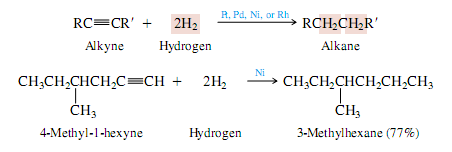 Pt, Pd, Ni, or Rh
RC≡CR′ + 2H₂ → RCH₂CH₂R′
Alkyne Hydrogen Alkane
Ni
CH₃CH₂CHCH₂C≡CH + 2H₂ → CH₃CH₂CHCH₂CH₂CH₃
CH₃ CH₃
4-Methyl-1-hexyne Hydrogen 3-Methylhexane (77%)